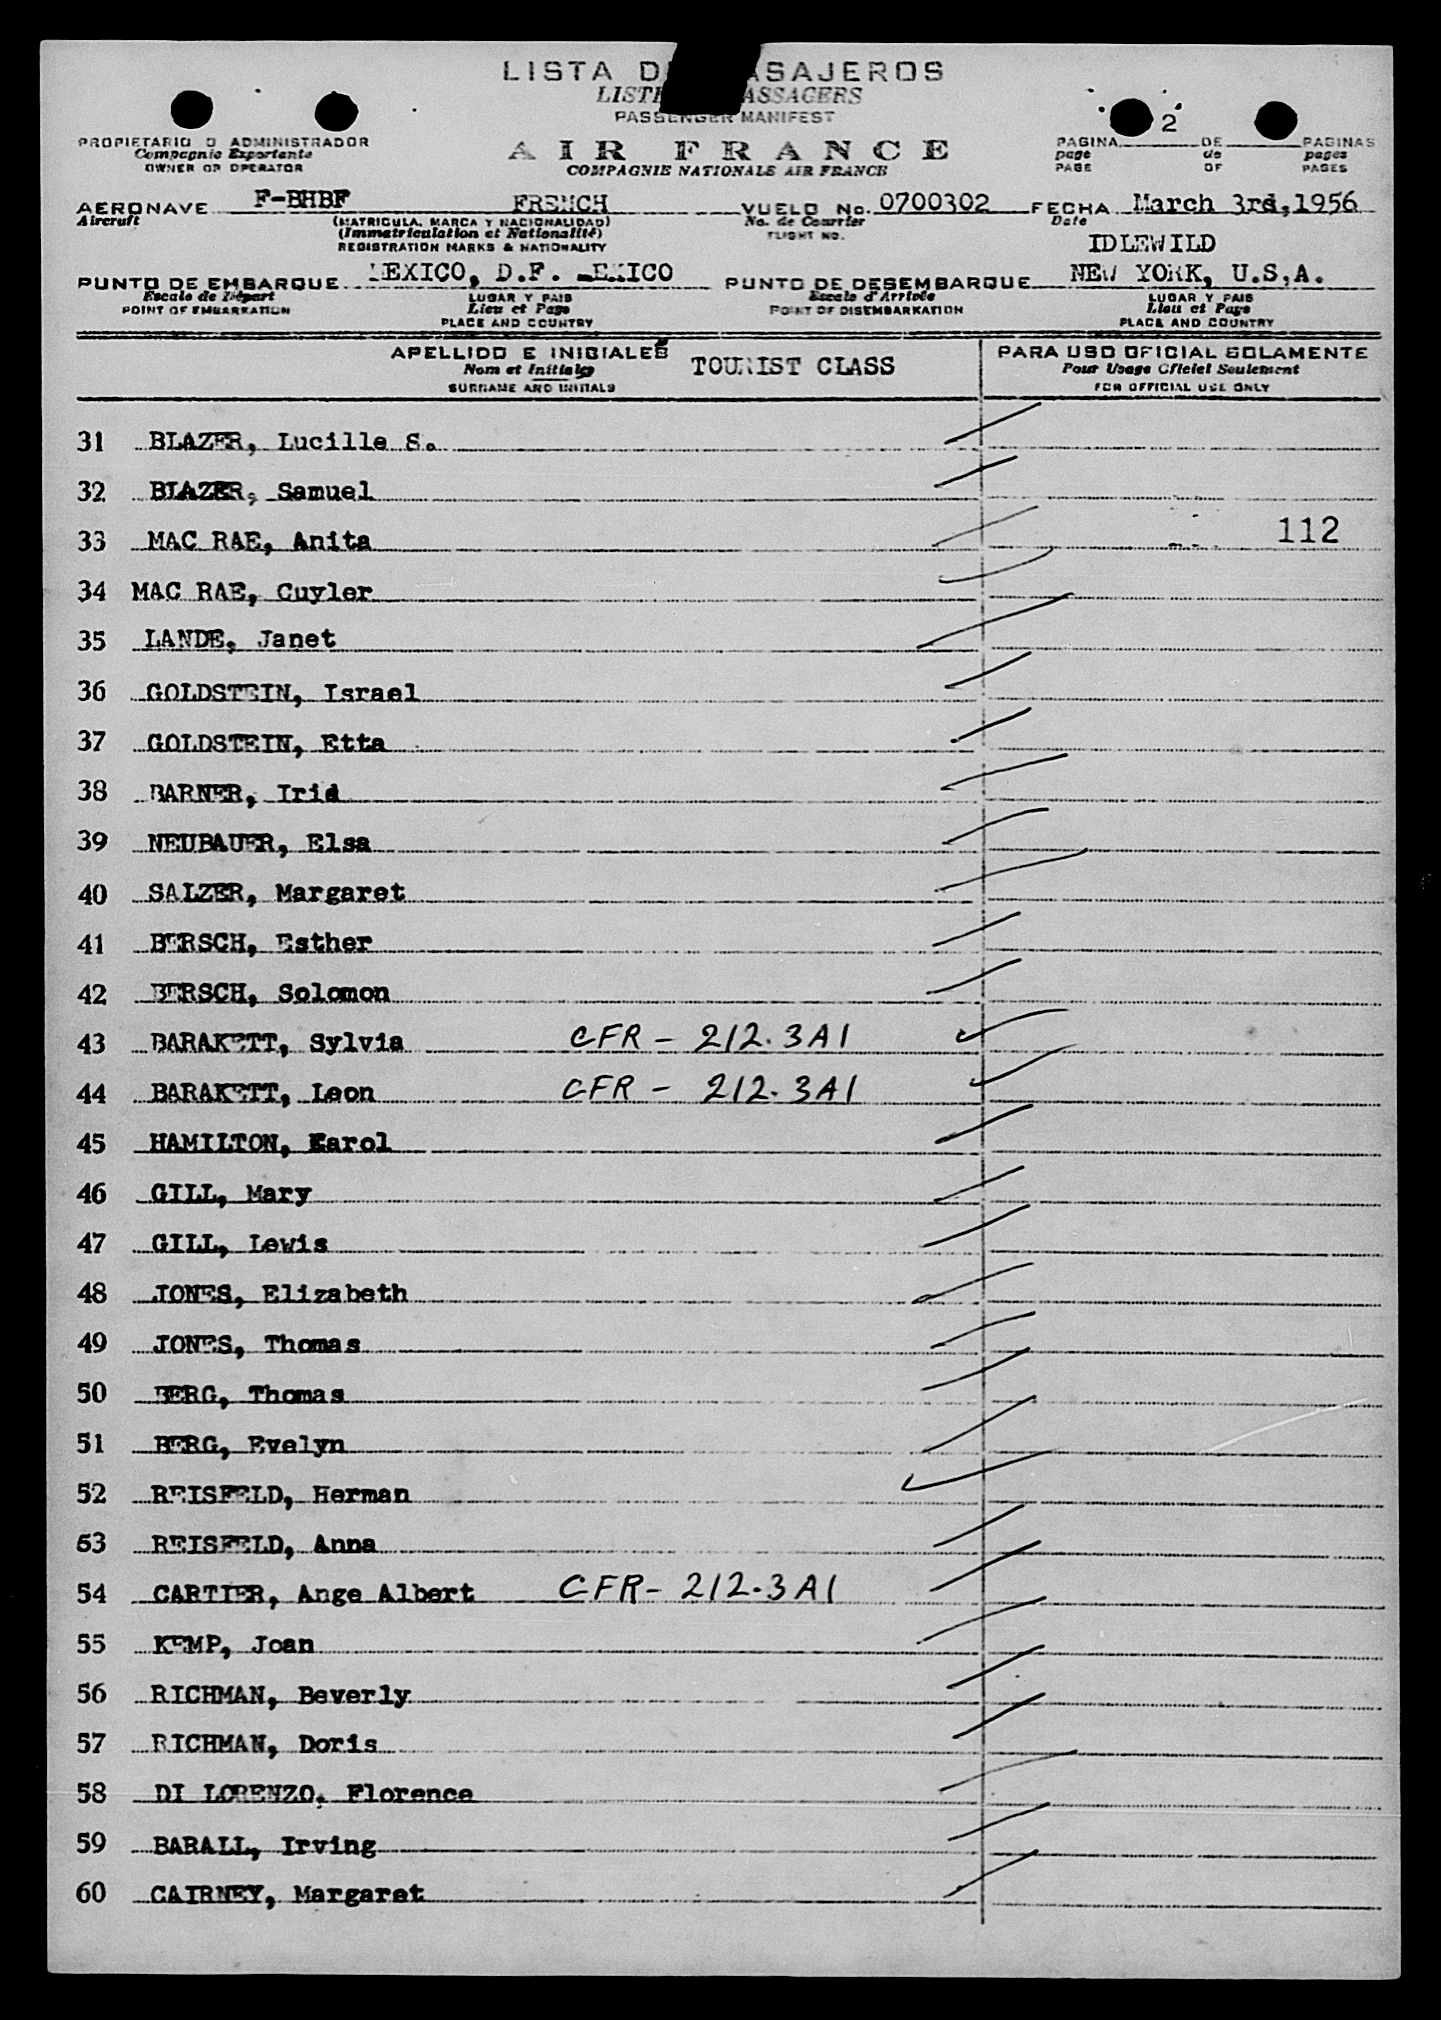 LISTA DE PASAJEROS
LISTE PASSAGERS
PASSENGER MANIFEST
2
PROPIETARIO O ADMINISTRADOR
Compagnie Exportante
OWNER OR OPERATOR
AIR FRANCE
COMPAGNIE NATIONALE AIR FRANCE
PAGINA DE PAGINAS
page de pages
PAGE OF PAGES
AERONAVE F-BHBF FRENCH VUELO No. 0700302 FECHA March 3rd,1956
Aircraft (MATRICULA, MARCA Y NACIONALIDAD) No. de Courrier Date
(Immatriculation et Nationalité) FLIGHT NO.
REGISTRATION MARKS & NATIONALITY
IDLEWILD
PUNTO DE EMBARQUE MEXICO, D.F. MEXICO PUNTO DE DESEMBARQUE NEW YORK, U.S,A.
Escale de Départ LUGAR Y PAIS Escale d'Arrivée LUGAR Y PAIS
POINT OF EMBARKATION Lieu et Pays POINT OF DISEMBARKATION Lieu et Pays
PLACE AND COUNTRY PLACE AND COUNTRY
APELLIDO E INICIALES TOURIST CLASS PARA USO OFICIAL SOLAMENTE
Nom et Initiales Pour Usage Officiel Seulement
SURNAME AND INITIALS FOR OFFICIAL USE ONLY
31 BLAZER, Lucille S.
32 BLAZER, Samuel
33 MAC RAE, Anita 112
34 MAC RAE, Cuyler
35 LANDE, Janet
36 GOLDSTEIN, Israel
37 GOLDSTEIN, Etta
38 BARNER, Irid
39 NEUBAUER, Elsa
40 SALZER, Margaret
41 BERSCH, Esther
42 BERSCH, Solomon
43 BARAKETT, Sylvia CFR - 212.3A1
44 BARAKETT, Leon CFR - 212.3A1
45 HAMILTON, Karol
46 GILL, Mary
47 GILL, Lewis
48 JONES, Elizabeth
49 JONES, Thomas
50 BERG, Thomas
51 BERG, Evelyn
52 REISFELD, Herman
53 REISFELD, Anna
54 CARTIER, Ange Albert CFR - 212.3A1
55 KEMP, Joan
56 RICHMAN, Beverly
57 RICHMAN, Doris
58 DI LORENZO, Florence
59 BARALL, Irving
60 CAIRNEY, Margaret